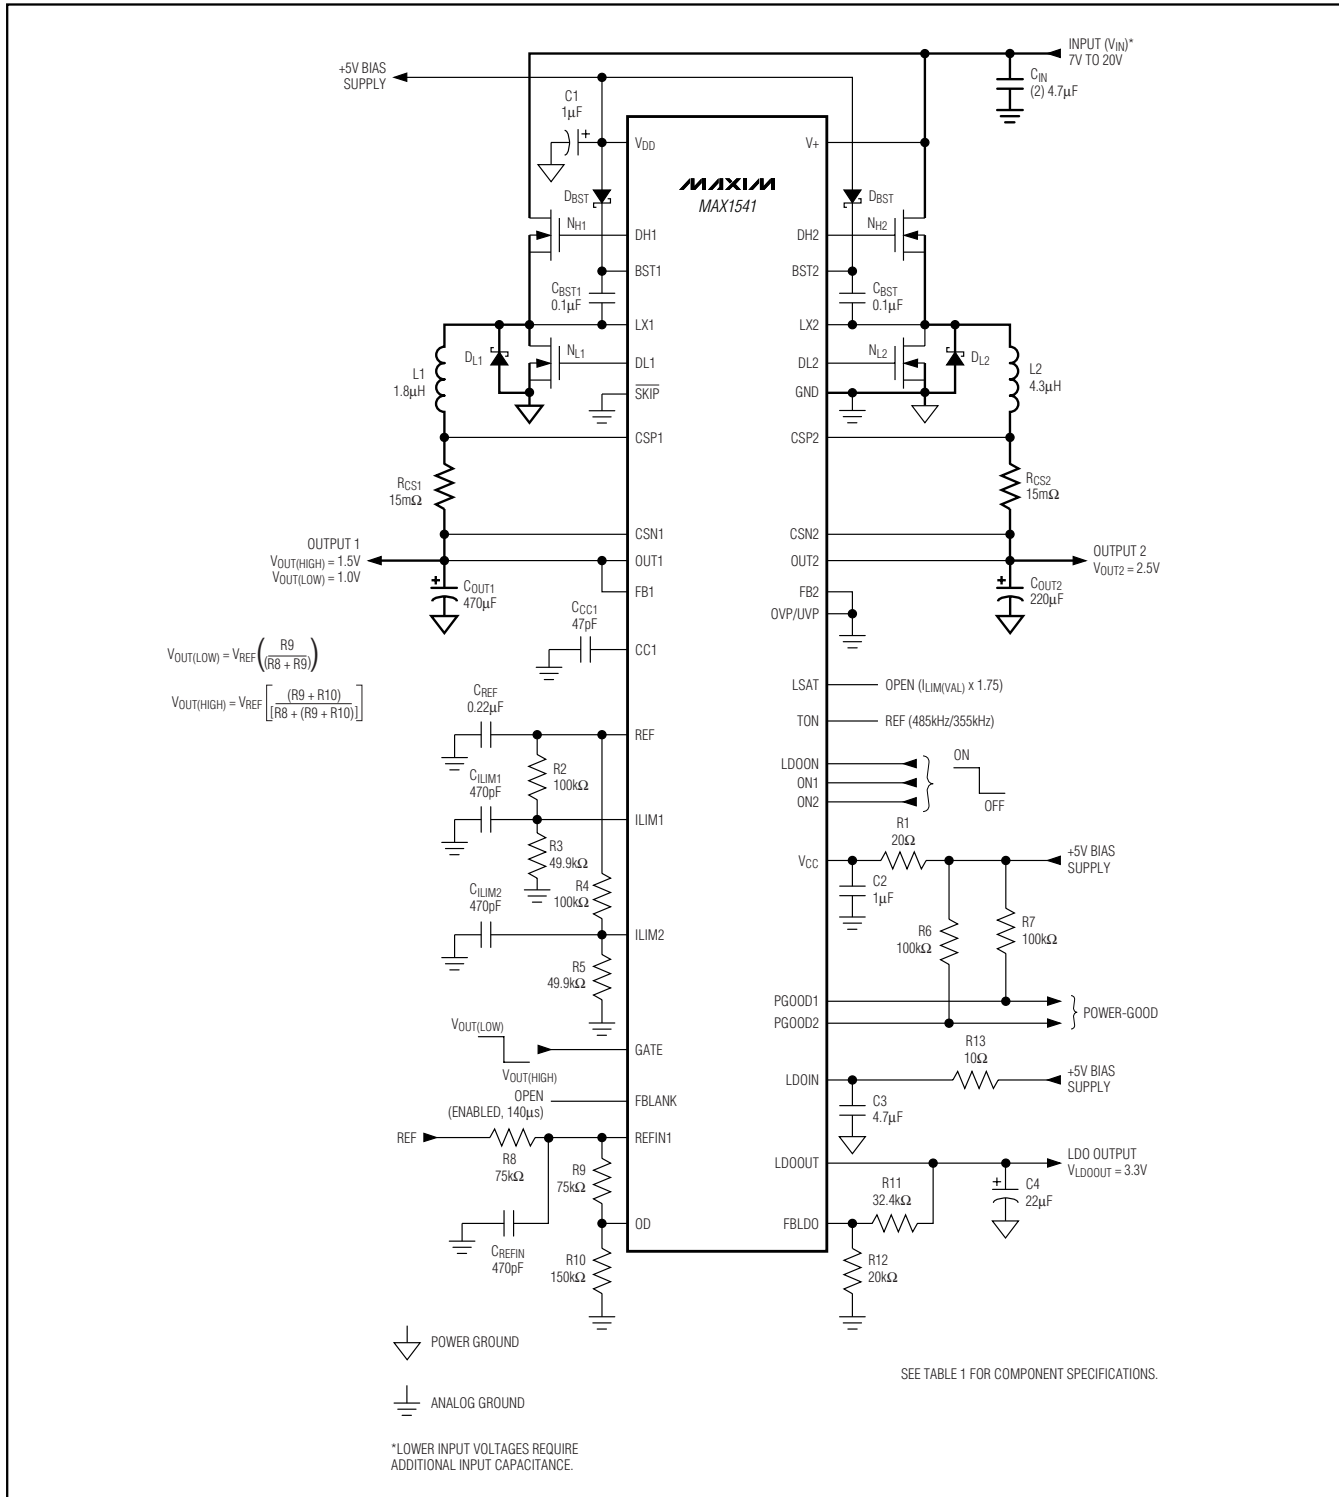 INPUT (VIN)*
7V TO 20V
+5V BIAS
SUPPLY
CIN
(2) 4.7µF
C1
1µF
+
VDD
V+
MAXIM
MAX1541
DBST
DBST
NH1
NH2
DH1
DH2
BST1
BST2
CBST1
0.1µF
CBST
0.1µF
LX1
LX2
DL1
NL1
NL2
DL2
DL1
DL2
L1
1.8µH
L2
4.3µH
SKIP
GND
CSP1
CSP2
RCS1
15mΩ
RCS2
15mΩ
CSN1
CSN2
OUTPUT 1
VOUT(HIGH) = 1.5V
VOUT(LOW) = 1.0V
OUT1
OUT2
OUTPUT 2
VOUT2 = 2.5V
+
COUT1
470µF
FB1
FB2
+
COUT2
220µF
OVP/UVP
CCC1
47pF
CC1
VOUT(LOW) = VREF ( R9 / (R8 + R9) )
VOUT(HIGH) = VREF [ (R9 + R10) / [R8 + (R9 + R10)] ]
LSAT
OPEN (ILIM(VAL) x 1.75)
CREF
0.22µF
REF
TON
REF (485kHz/355kHz)
R2
100kΩ
CILIM1
470pF
LDOON
ON1
ON2
ON
OFF
ILIM1
R3
49.9kΩ
R1
20Ω
VCC
+5V BIAS
SUPPLY
C2
1µF
R4
100kΩ
CILIM2
470pF
ILIM2
R6
100kΩ
R7
100kΩ
R5
49.9kΩ
PGOOD1
PGOOD2
POWER-GOOD
VOUT(LOW)
VOUT(HIGH)
GATE
R13
10Ω
LDOIN
+5V BIAS
SUPPLY
OPEN
(ENABLED, 140µs)
FBLANK
C3
4.7µF
REF
REFIN1
R8
75kΩ
R9
75kΩ
LDOOUT
LDO OUTPUT
VLDOOUT = 3.3V
R11
32.4kΩ
+
C4
22µF
OD
FBLDO
CREFIN
470pF
R10
150kΩ
R12
20kΩ
POWER GROUND
SEE TABLE 1 FOR COMPONENT SPECIFICATIONS.
ANALOG GROUND
*LOWER INPUT VOLTAGES REQUIRE
ADDITIONAL INPUT CAPACITANCE.